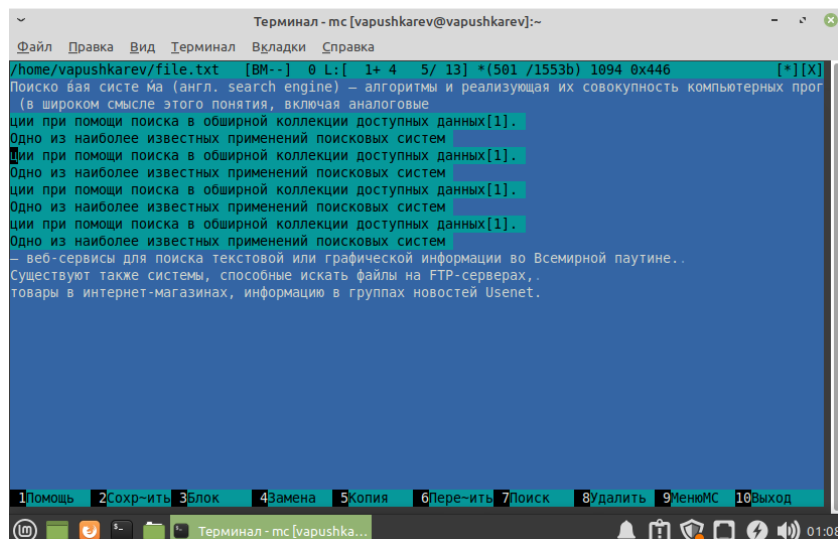 Терминал - mc [vapushkarev@vapushkarev]:~
Файл Правка Вид Терминал Вкладки Справка
/home/vapushkarev/file.txt [BM--] 0 L:[ 1+ 4 5/ 13] *(501 /1553b) 1094 0x446 [*][X]
Поиско́вая систе́ма (англ. search engine) — алгоритмы и реализующая их совокупность компьютерных прог
(в широком смысле этого понятия, включая аналоговые
ции при помощи поиска в обширной коллекции доступных данных[1].
Одно из наиболее известных применений поисковых систем
ции при помощи поиска в обширной коллекции доступных данных[1].
Одно из наиболее известных применений поисковых систем
ции при помощи поиска в обширной коллекции доступных данных[1].
Одно из наиболее известных применений поисковых систем
ции при помощи поиска в обширной коллекции доступных данных[1].
Одно из наиболее известных применений поисковых систем
— веб-сервисы для поиска текстовой или графической информации во Всемирной паутине..
Существуют также системы, способные искать файлы на FTP-серверах,.
товары в интернет-магазинах, информацию в группах новостей Usenet.
1Помощь 2Сохр~ить 3Блок 4Замена 5Копия 6Пере~ить 7Поиск 8Удалить 9МенюМС 10Выход
Терминал - mc [vapushka... 01:08